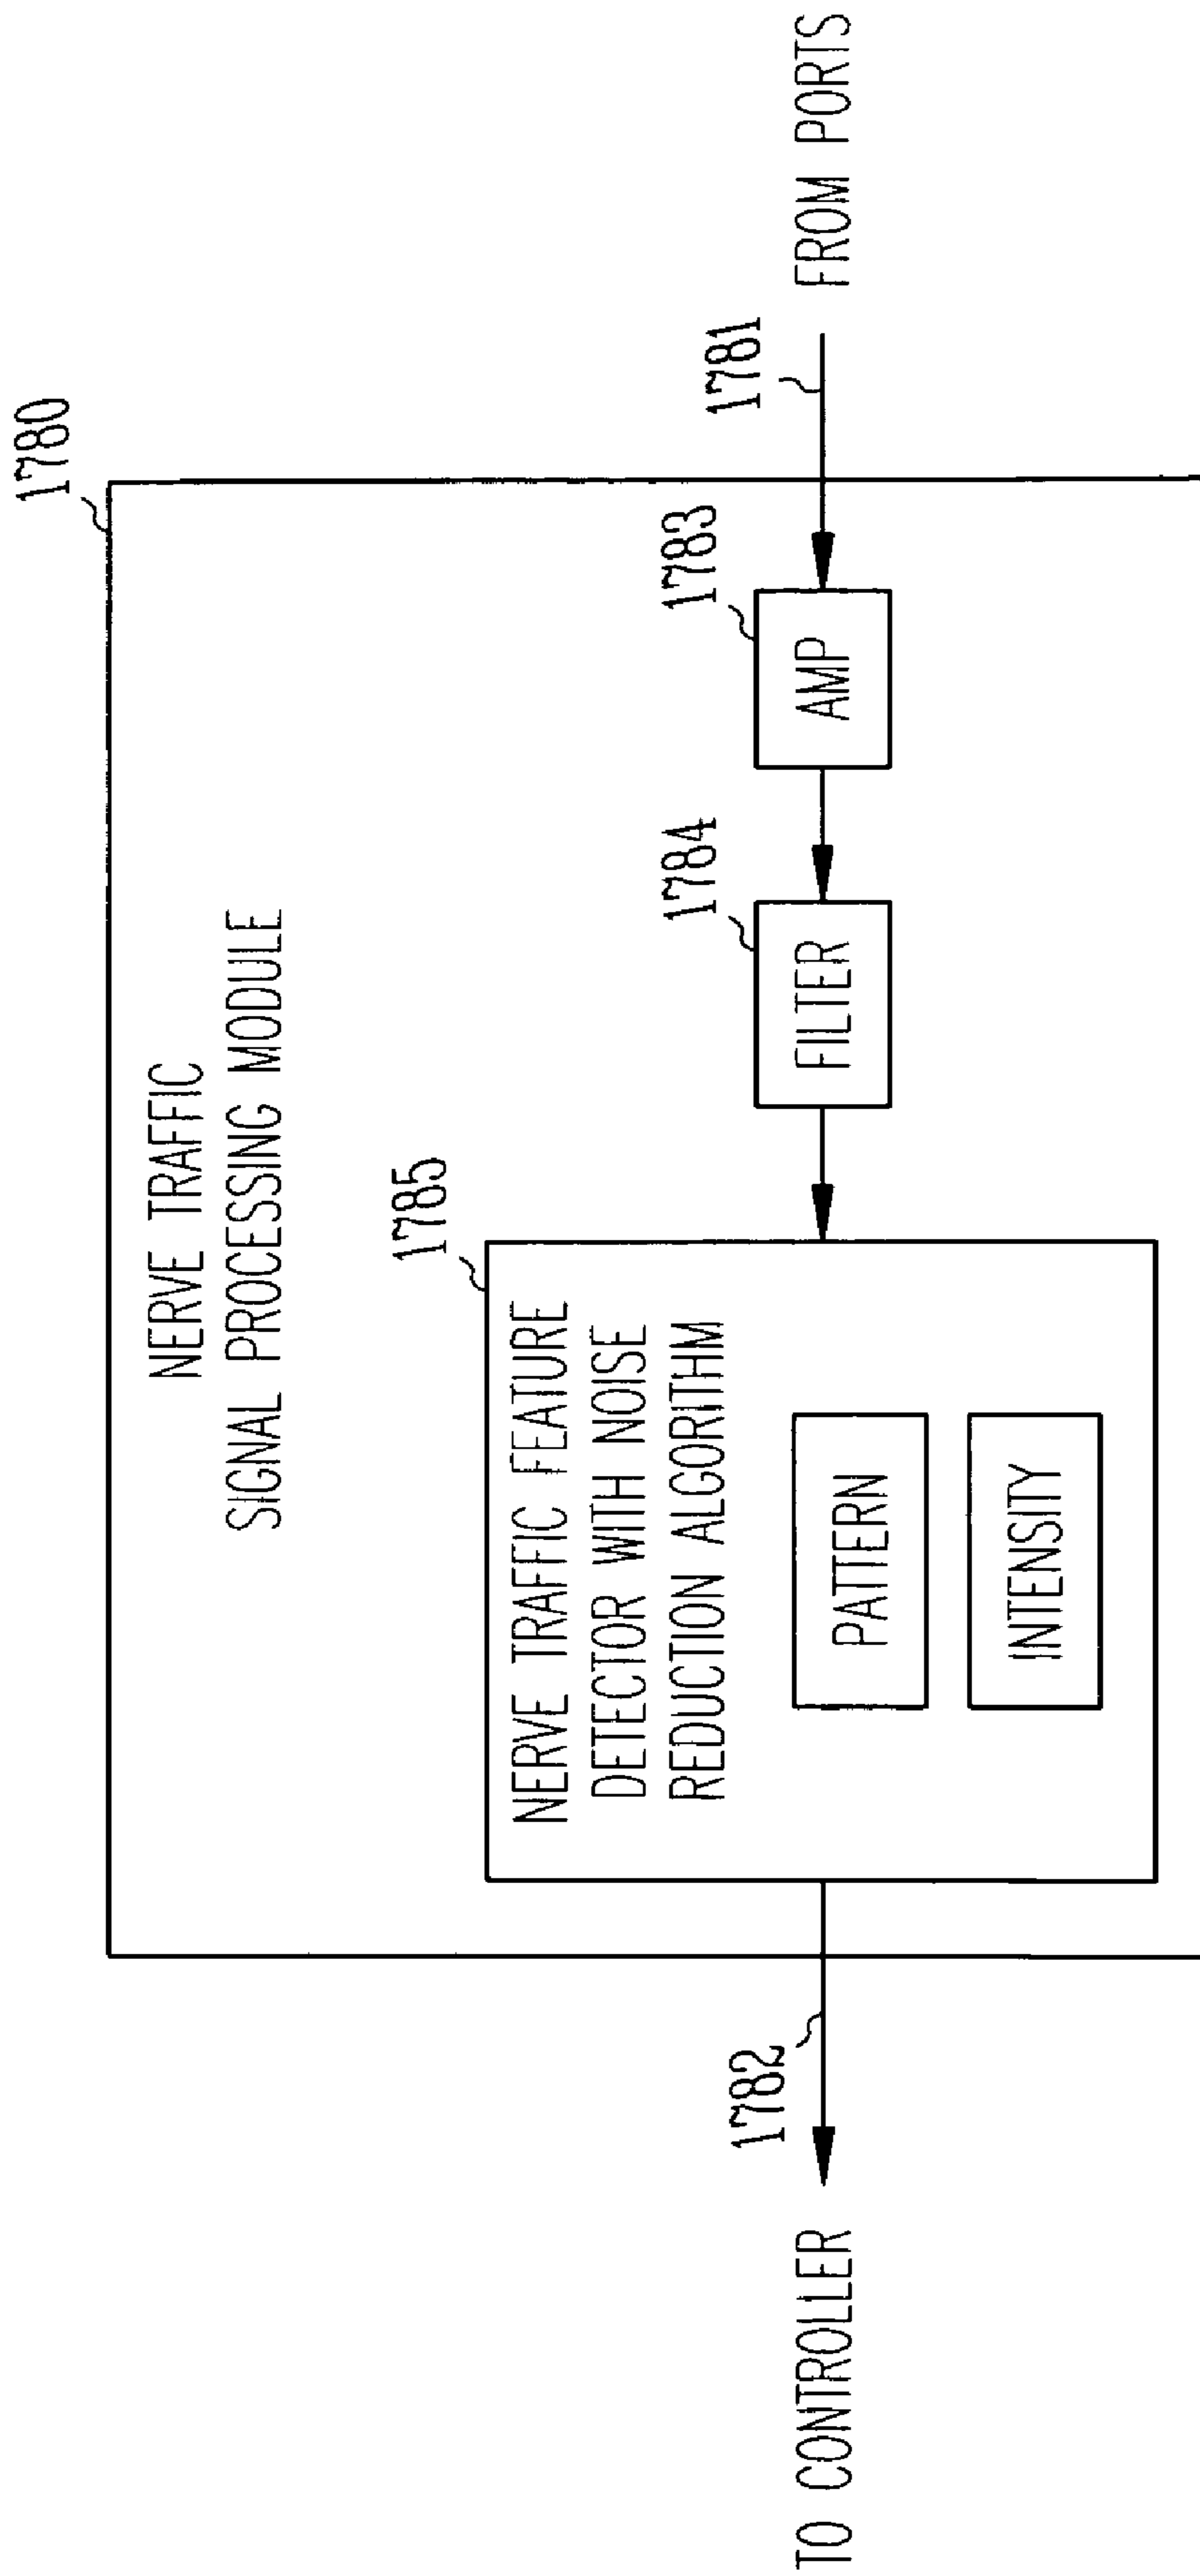 1780
NERVE TRAFFIC
SIGNAL PROCESSING MODULE
1785
NERVE TRAFFIC FEATURE
DETECTOR WITH NOISE
REDUCTION ALGORITHM
PATTERN
INTENSITY
1784
FILTER
1783
AMP
1781
FROM PORTS
1782
TO CONTROLLER